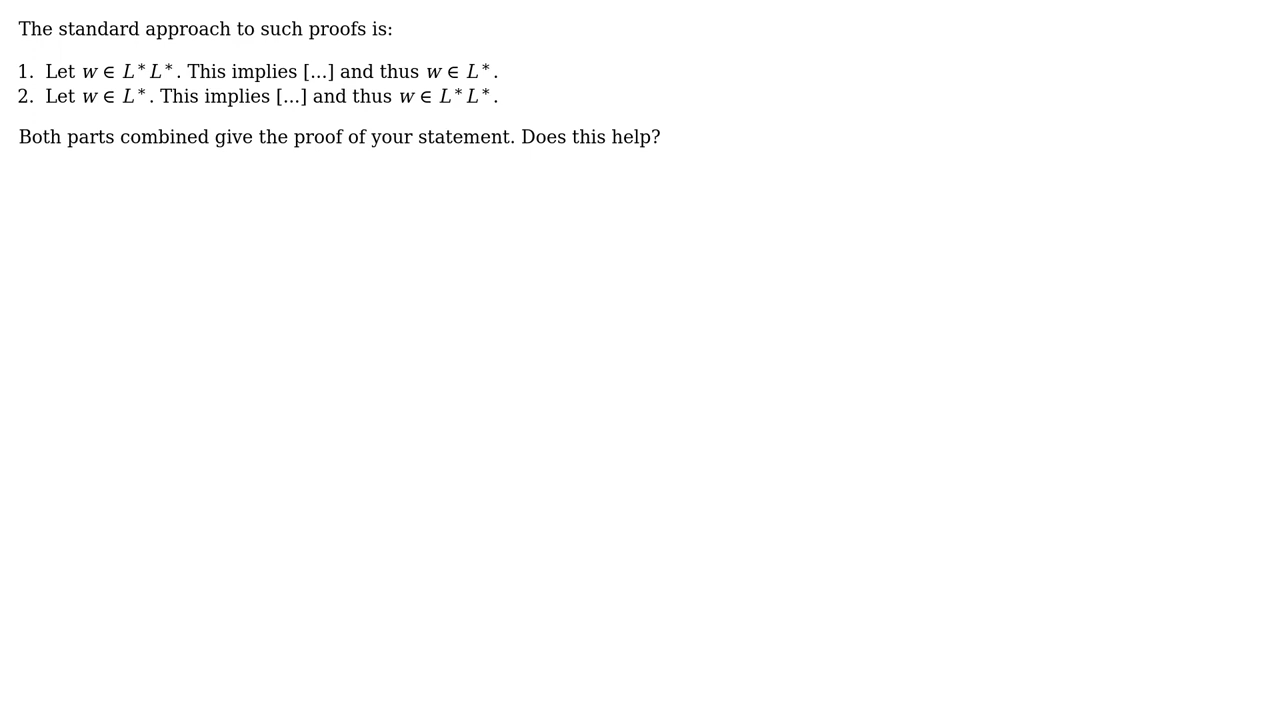 The standard approach to such proofs is:
1. Let w ∈ L*L*. This implies [...] and thus w ∈ L*.
2. Let w ∈ L*. This implies [...] and thus w ∈ L*L*.
Both parts combined give the proof of your statement. Does this help?